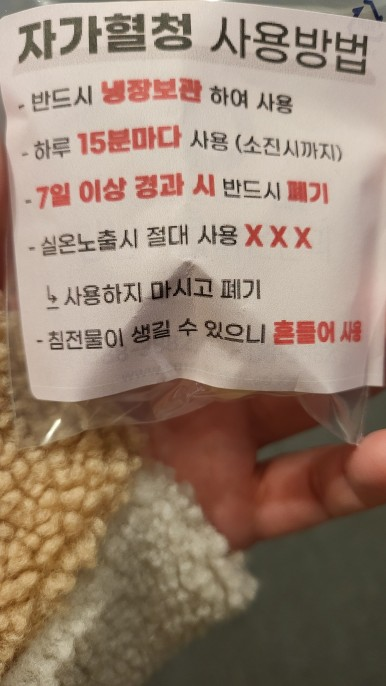 자가혈청 사용방법
- 반드시 냉장보관 하여 사용
- 하루 15분마다 사용 (소진시까지)
- 7일 이상 경과 시 반드시 폐기
- 실온노출시 절대 사용 X X X
↳ 사용하지 마시고 폐기
- 침전물이 생길 수 있으니 흔들어 사용